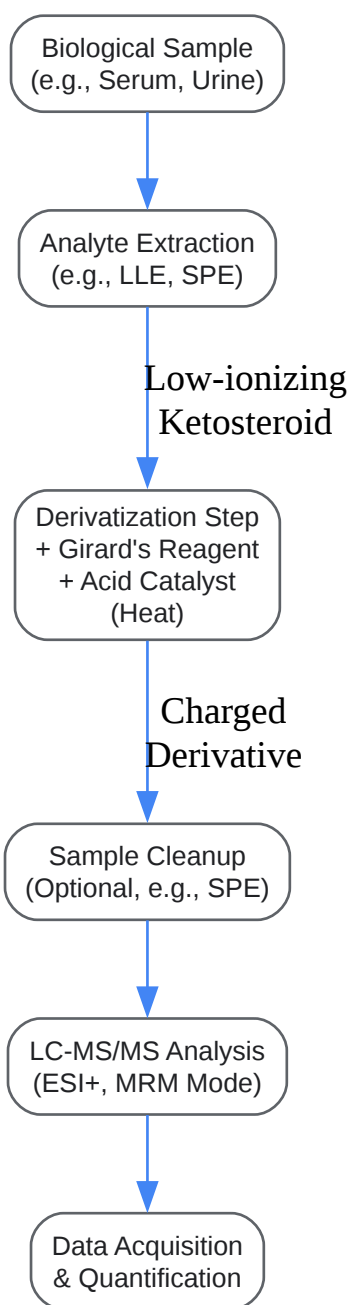 Biological Sample
(e.g., Serum, Urine)
Analyte Extraction
(e.g., LLE, SPE)
Low-ionizing
Ketosteroid
Derivatization Step
+ Girard's Reagent
+ Acid Catalyst
(Heat)
Charged
Derivative
Sample Cleanup
(Optional, e.g., SPE)
LC-MS/MS Analysis
(ESI+, MRM Mode)
Data Acquisition
& Quantification